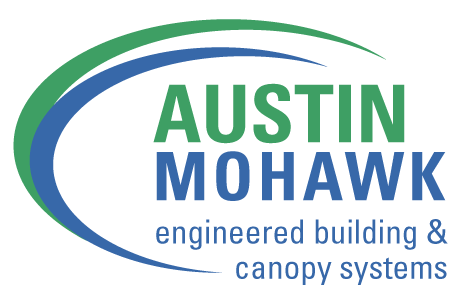 AUSTIN
MOHAWK
engineered building &
canopy systems